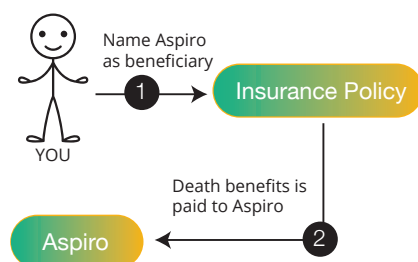 Name Aspiro
as beneficiary
1
Insurance Policy
YOU
Death benefits is
paid to Aspiro
2
Aspiro